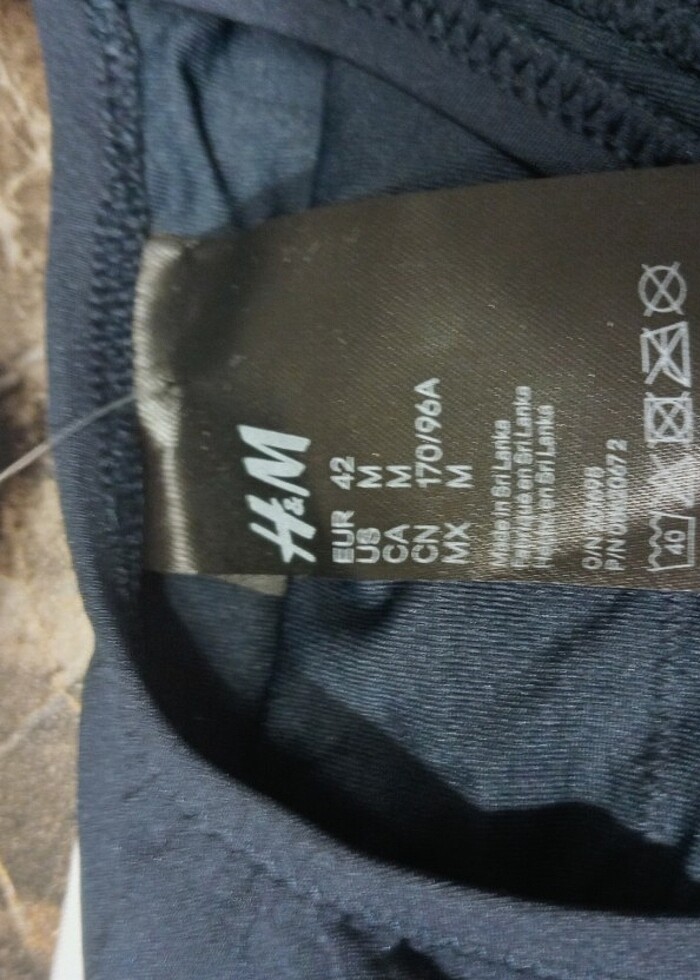 H&M
EUR 42
US M
CA M
CN 170/96A
MX M
Made in Sri Lanka
Fabriqué en Sri Lanka
Hecho en Sri Lanka
O/N
P/N
40